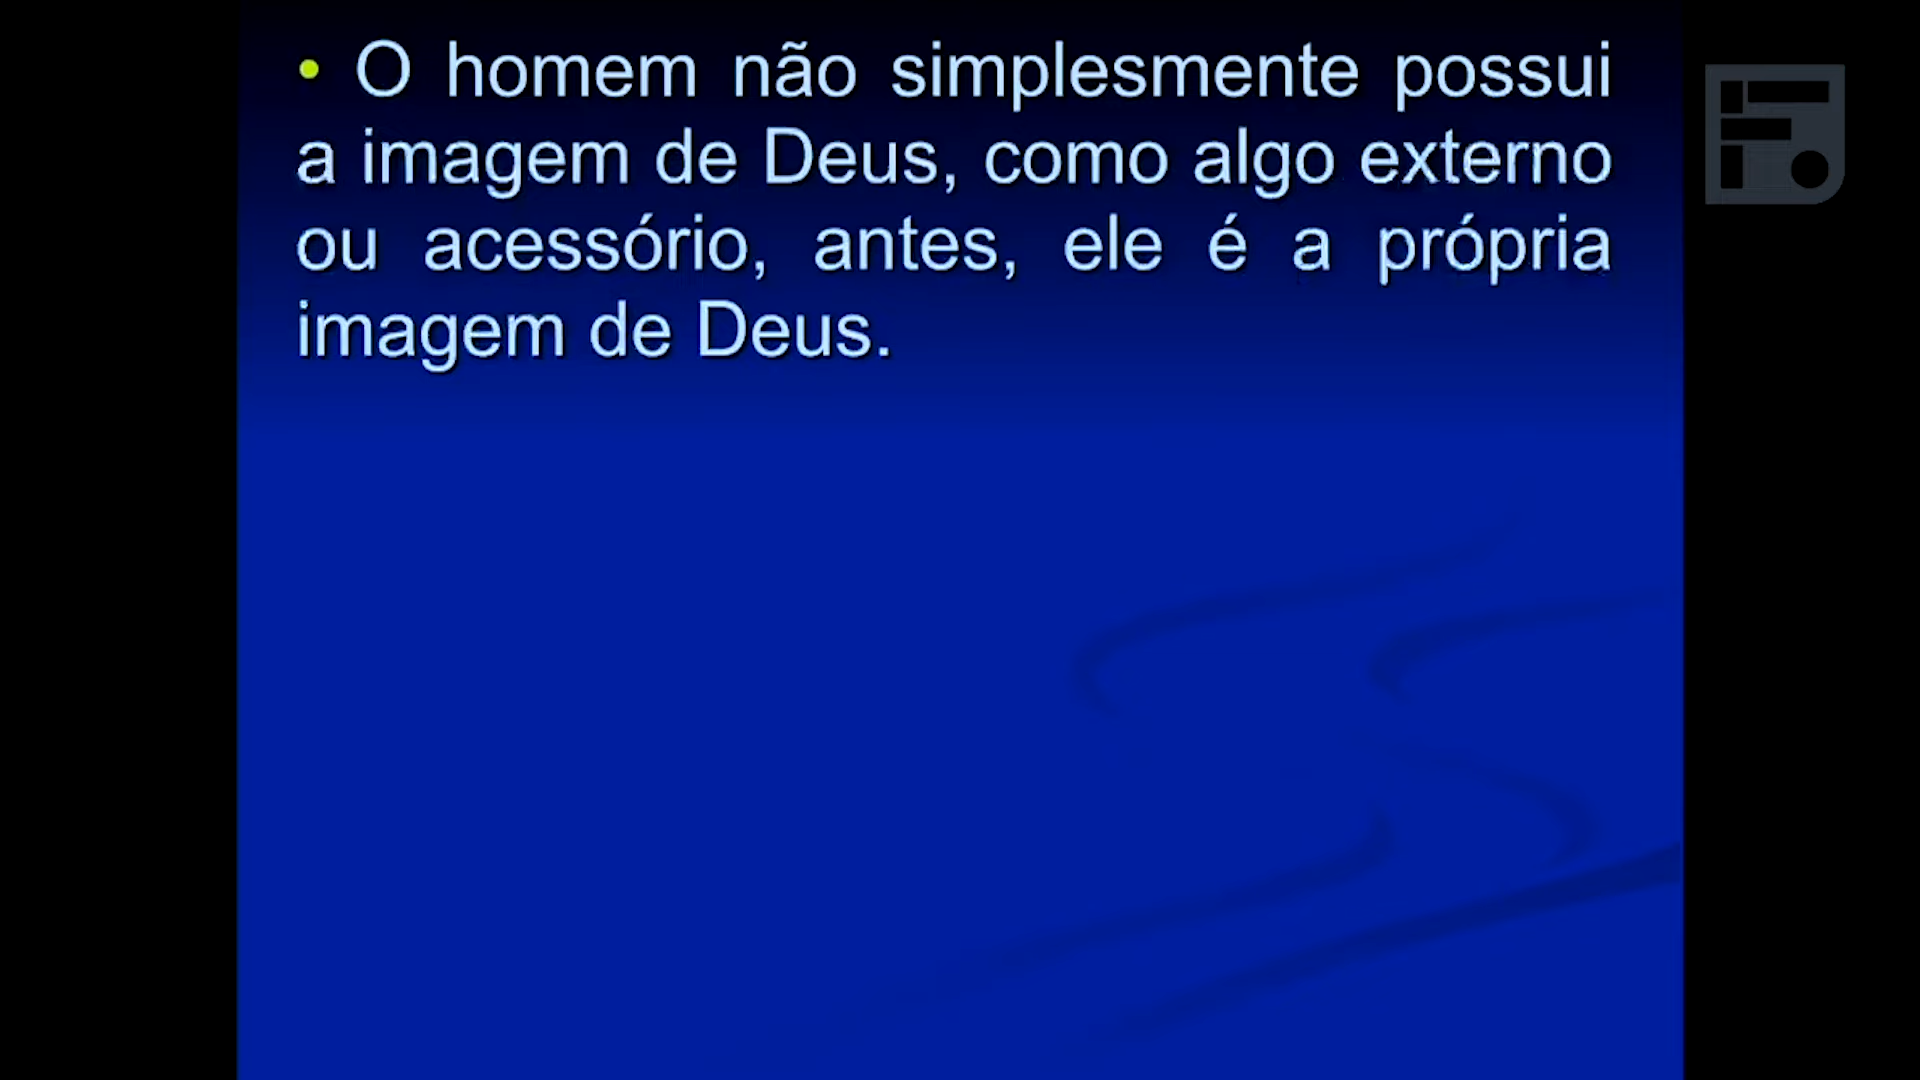 • O homem não simplesmente possui
a imagem de Deus, como algo externo
ou acessório, antes, ele é a própria
imagem de Deus.